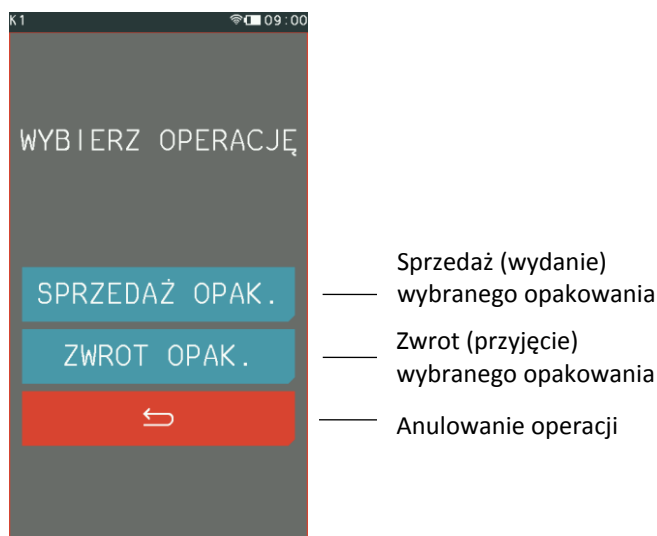 K1 09:00
WYBIERZ OPERACJĘ
SPRZEDAŻ OPAK.
ZWROT OPAK.
Sprzedaż (wydanie)
wybranego opakowania
Zwrot (przyjęcie)
wybranego opakowania
Anulowanie operacji